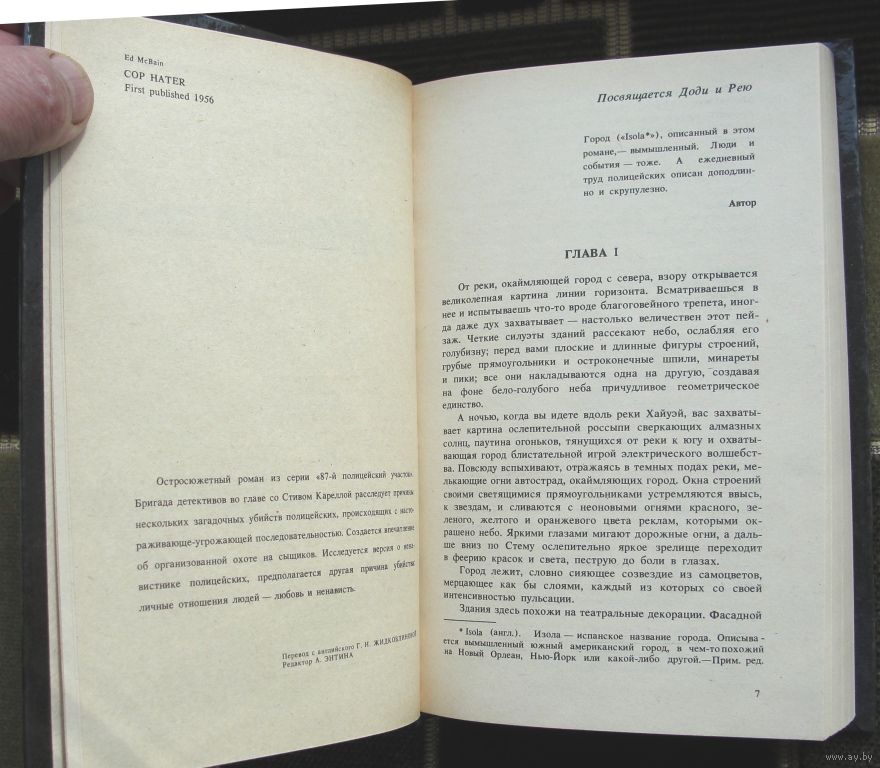 Ed McBain
COP HATER
First published 1956
Остросюжетный роман из серии «87-й полицейский участок».
Бригада детективов во главе со Стивом Кареллой расследует причины
нескольких загадочных убийств полицейских, происходящих с насто-
раживающе-угрожающей последовательностью. Создается впечатление
об организованной охоте на сыщиков. Исследуется версия о нена-
вистнике полицейских, предполагается другая причина убийств:
личные отношения людей — любовь и ненависть.
Перевод с английского Г. Н.
Редактор А. ЭНТИНА
Посвящается Доди и Рею
Город («Isola*»), описанный в этом
романе,— вымышленный. Люди и
события — тоже. А ежедневный
труд полицейских описан доподлин-
но и скрупулезно.
Автор
ГЛАВА I
От реки, окаймляющей город с севера, взору открывается
великолепная картина линии горизонта. Всматриваешься в
нее и испытываешь что-то вроде благоговейного трепета, иног-
да даже дух захватывает — настолько величествен этот пей-
заж. Четкие силуэты зданий рассекают небо, ослабляя его
голубизну; перед вами плоские и длинные фигуры строений,
грубые прямоугольники и остроконечные шпили, минареты
и пики; все они накладываются одна на другую, создавая
на фоне бело-голубого неба причудливое геометрическое
единство.
А ночью, когда вы идете вдоль реки Хайуэй, вас захваты-
вает картина ослепительной россыпи сверкающих алмазных
солнц, паутина огоньков, тянущихся от реки к югу и охваты-
вающая город блистательной игрой электрического волшебст-
ва. Повсюду вспыхивают, отражаясь в темных подах реки, ме-
лькающие огни автострад, окаймляющих город. Окна строений
своими светящимися прямоугольниками устремляются ввысь,
к звездам, и сливаются с неоновыми огнями красного, зе-
леного, желтого и оранжевого цвета реклам, которыми ок-
рашено небо. Яркими глазами мигают дорожные огни, а даль-
ше вниз по Стему ослепительно яркое зрелище переходит
в феерию красок и света, пеструю до боли в глазах.
Город лежит, словно сияющее созвездие из самоцветов,
мерцающее как бы слоями, каждый из которых со своей
интенсивностью пульсации.
Здания здесь похожи на театральные декорации. Фасадной
* Isola (англ.). Изола — испанское название города. Описыва-
ется вымышленный южный американский город, в чем-то похожий
на Новый Орлеан, Нью-Йорк или какой-либо другой.— Прим. ред.
7
www.ay.by